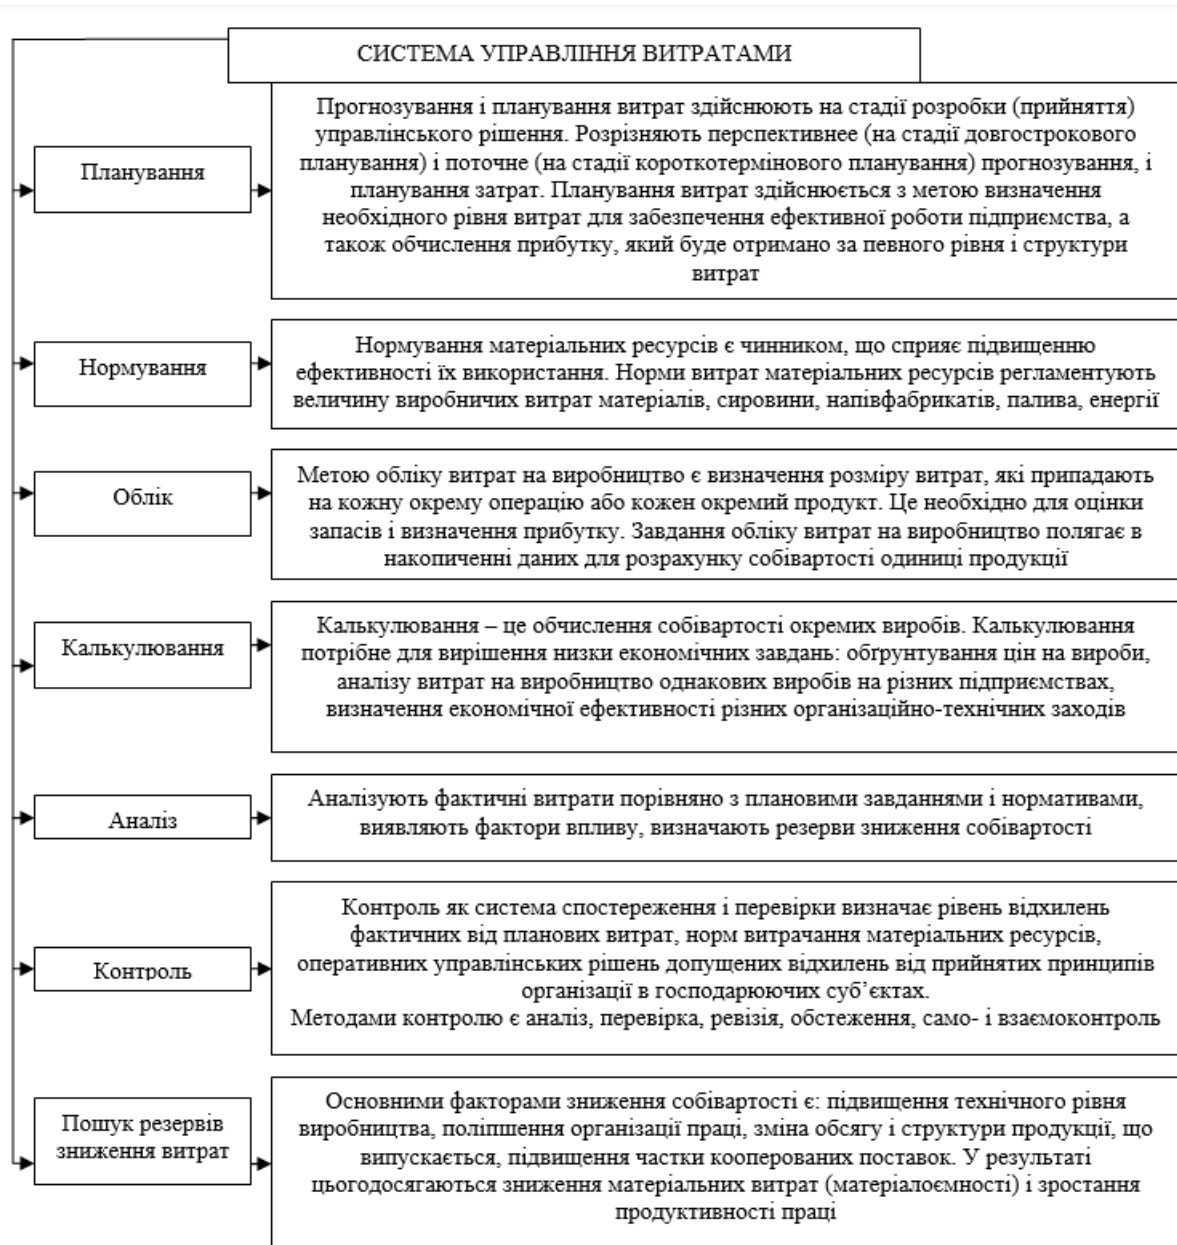 СИСТЕМА УПРАВЛІННЯ ВИТРАТАМИ
Планування
Прогнозування і планування витрат здійснюють на стадії розробки (прийняття)
управлінського рішення. Розрізняють перспективнее (на стадії довгострокового
планування) і поточне (на стадії короткотермінового планування) прогнозування, і
планування затрат. Планування витрат здійснюється з метою визначення
необхідного рівня витрат для забезпечення ефективної роботи підприємства, а
також обчислення прибутку, який буде отримано за певного рівня і структури
витрат
Нормування
Нормування матеріальних ресурсів є чинником, що сприяє підвищенню
ефективності їх використання. Норми витрат матеріальних ресурсів регламентують
величину виробничих витрат матеріалів, сировини, напівфабрикатів, палива, енергії
Облік
Метою обліку витрат на виробництво є визначення розміру витрат, які припадають
на кожну окрему операцію або кожен окремий продукт. Це необхідно для оцінки
запасів і визначення прибутку. Завдання обліку витрат на виробництво полягає в
накопиченні даних для розрахунку собівартості одиниці продукції
Калькулювання
Калькулювання – це обчислення собівартості окремих виробів. Калькулювання
потрібне для вирішення низки економічних завдань: обґрунтування цін на вироби,
аналізу витрат на виробництво однакових виробів на різних підприємствах,
визначення економічної ефективності різних організаційно-технічних заходів
Аналіз
Аналізують фактичні витрати порівняно з плановими завданнями і нормативами,
виявляють фактори впливу, визначають резерви зниження собівартості
Контроль
Контроль як система спостереження і перевірки визначає рівень відхилень
фактичних від планових витрат, норм витрачання матеріальних ресурсів,
оперативних управлінських рішень допущених відхилень від прийнятих принципів
організації в господарюючих суб’єктах.
Методами контролю є аналіз, перевірка, ревізія, обстеження, само- і взаємоконтроль
Пошук резервів
зниження витрат
Основними факторами зниження собівартості є: підвищення технічного рівня
виробництва, поліпшення організації праці, зміна обсягу і структури продукції, що
випускається, підвищення частки кооперованих поставок. У результаті
цьогодосягаються зниження матеріальних витрат (матеріалоємності) і зростання
продуктивності праці